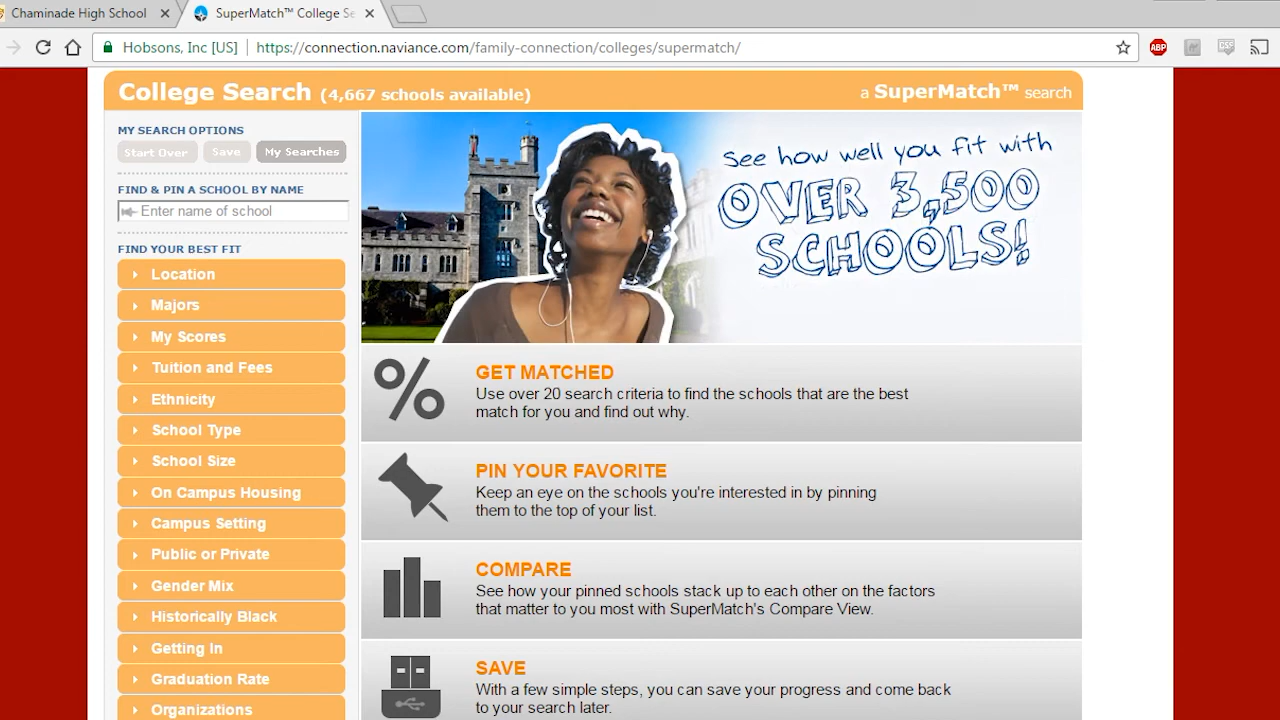 Chaminade High School
SuperMatch™ College Se
Hobsons, Inc [US]
https://connection.naviance.com/family-connection/colleges/supermatch/
ABP
CSS
College Search (4,667 schools available)
a SuperMatch™ search
MY SEARCH OPTIONS
Start Over
Save
My Searches
FIND & PIN A SCHOOL BY NAME
Enter name of school
FIND YOUR BEST FIT
Location
Majors
My Scores
Tuition and Fees
Ethnicity
School Type
School Size
On Campus Housing
Campus Setting
Public or Private
Gender Mix
Historically Black
Getting In
Graduation Rate
Organizations
See how well you fit with
OVER 3,500
SCHOOLS!
GET MATCHED
Use over 20 search criteria to find the schools that are the best
match for you and find out why.
PIN YOUR FAVORITE
Keep an eye on the schools you're interested in by pinning
them to the top of your list.
COMPARE
See how your pinned schools stack up to each other on the factors
that matter to you most with SuperMatch's Compare View.
SAVE
With a few simple steps, you can save your progress and come back
to your search later.